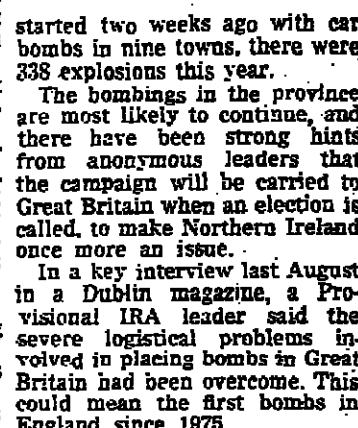 started two weeks ago with car
bombs in nine towns, there were
338 explosions this year.
The bombings in the province
are most likely to continue, and
there have been strong hints
from anonymous leaders that
the campaign will be carried to
Great Britain when an election is
called, to make Northern Ireland
once more an issue.
In a key interview last August
in a Dublin magazine, a Pro-
visional IRA leader said the
severe logistical problems in-
volved in placing bombs in Great
Britain had been overcome. This
could mean the first bombs in
England since 1975